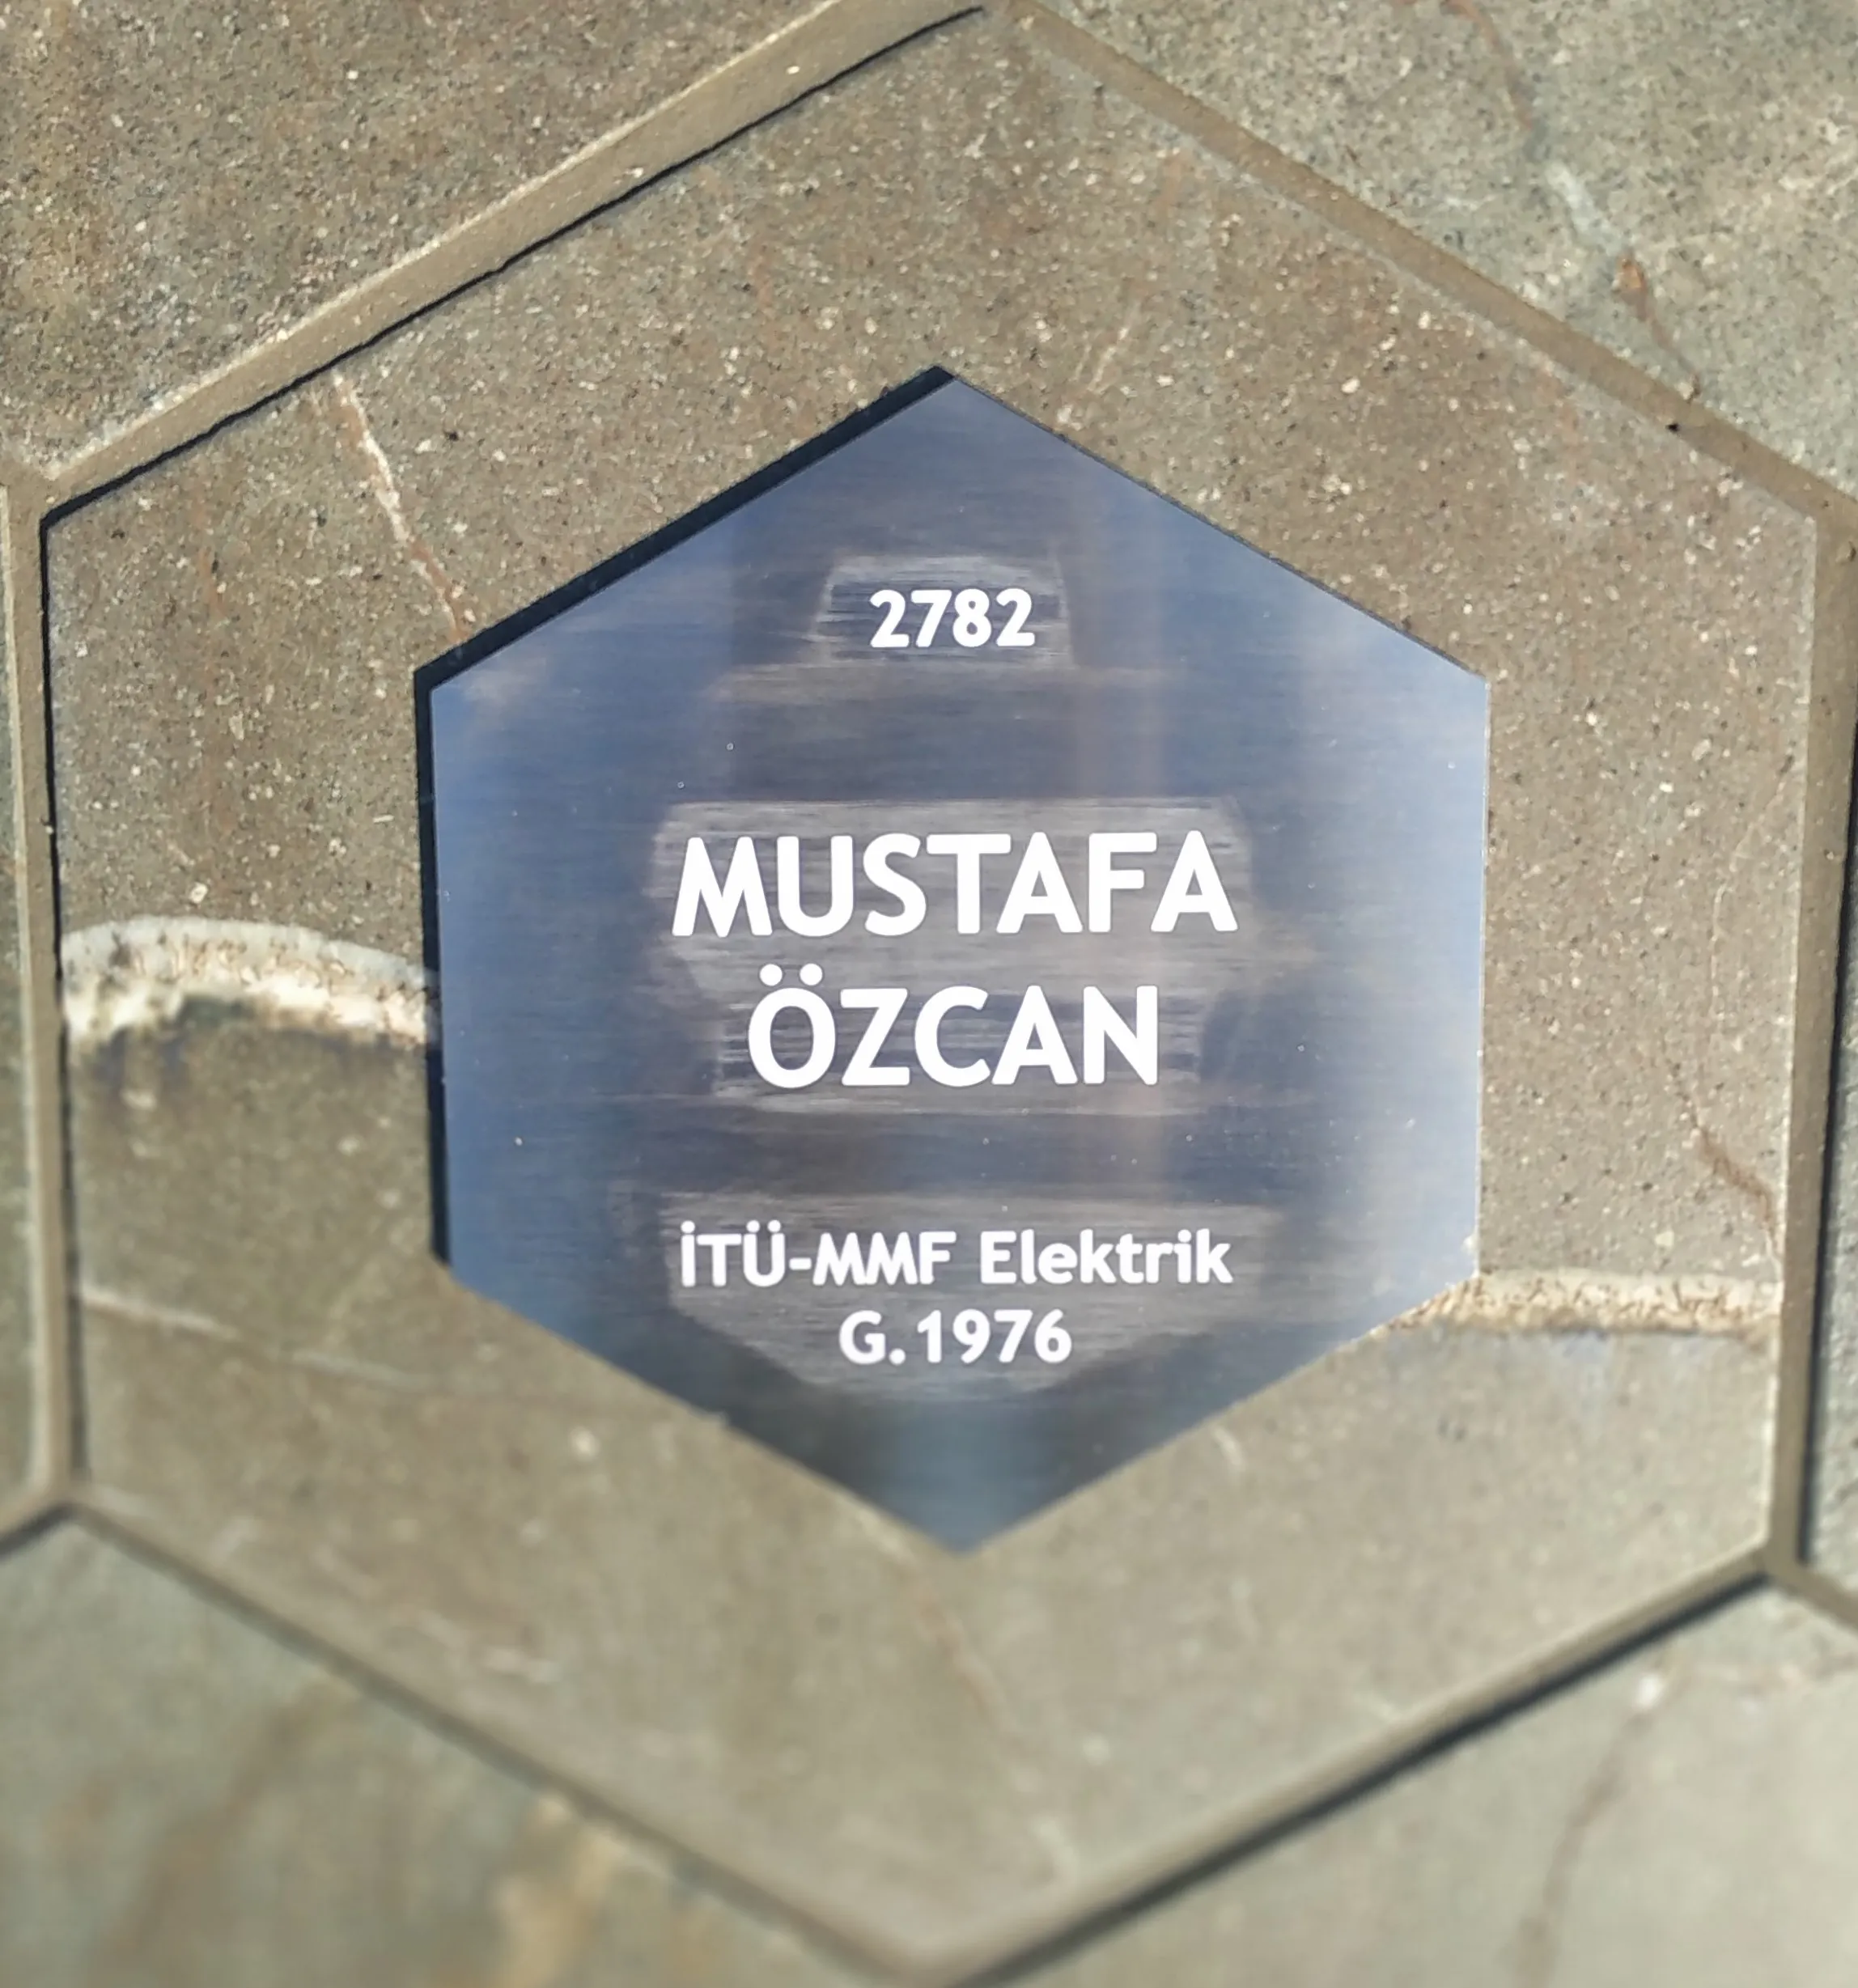 2782
MUSTAFA
ÖZCAN
İTÜ-MMF Elektrik
G.1976